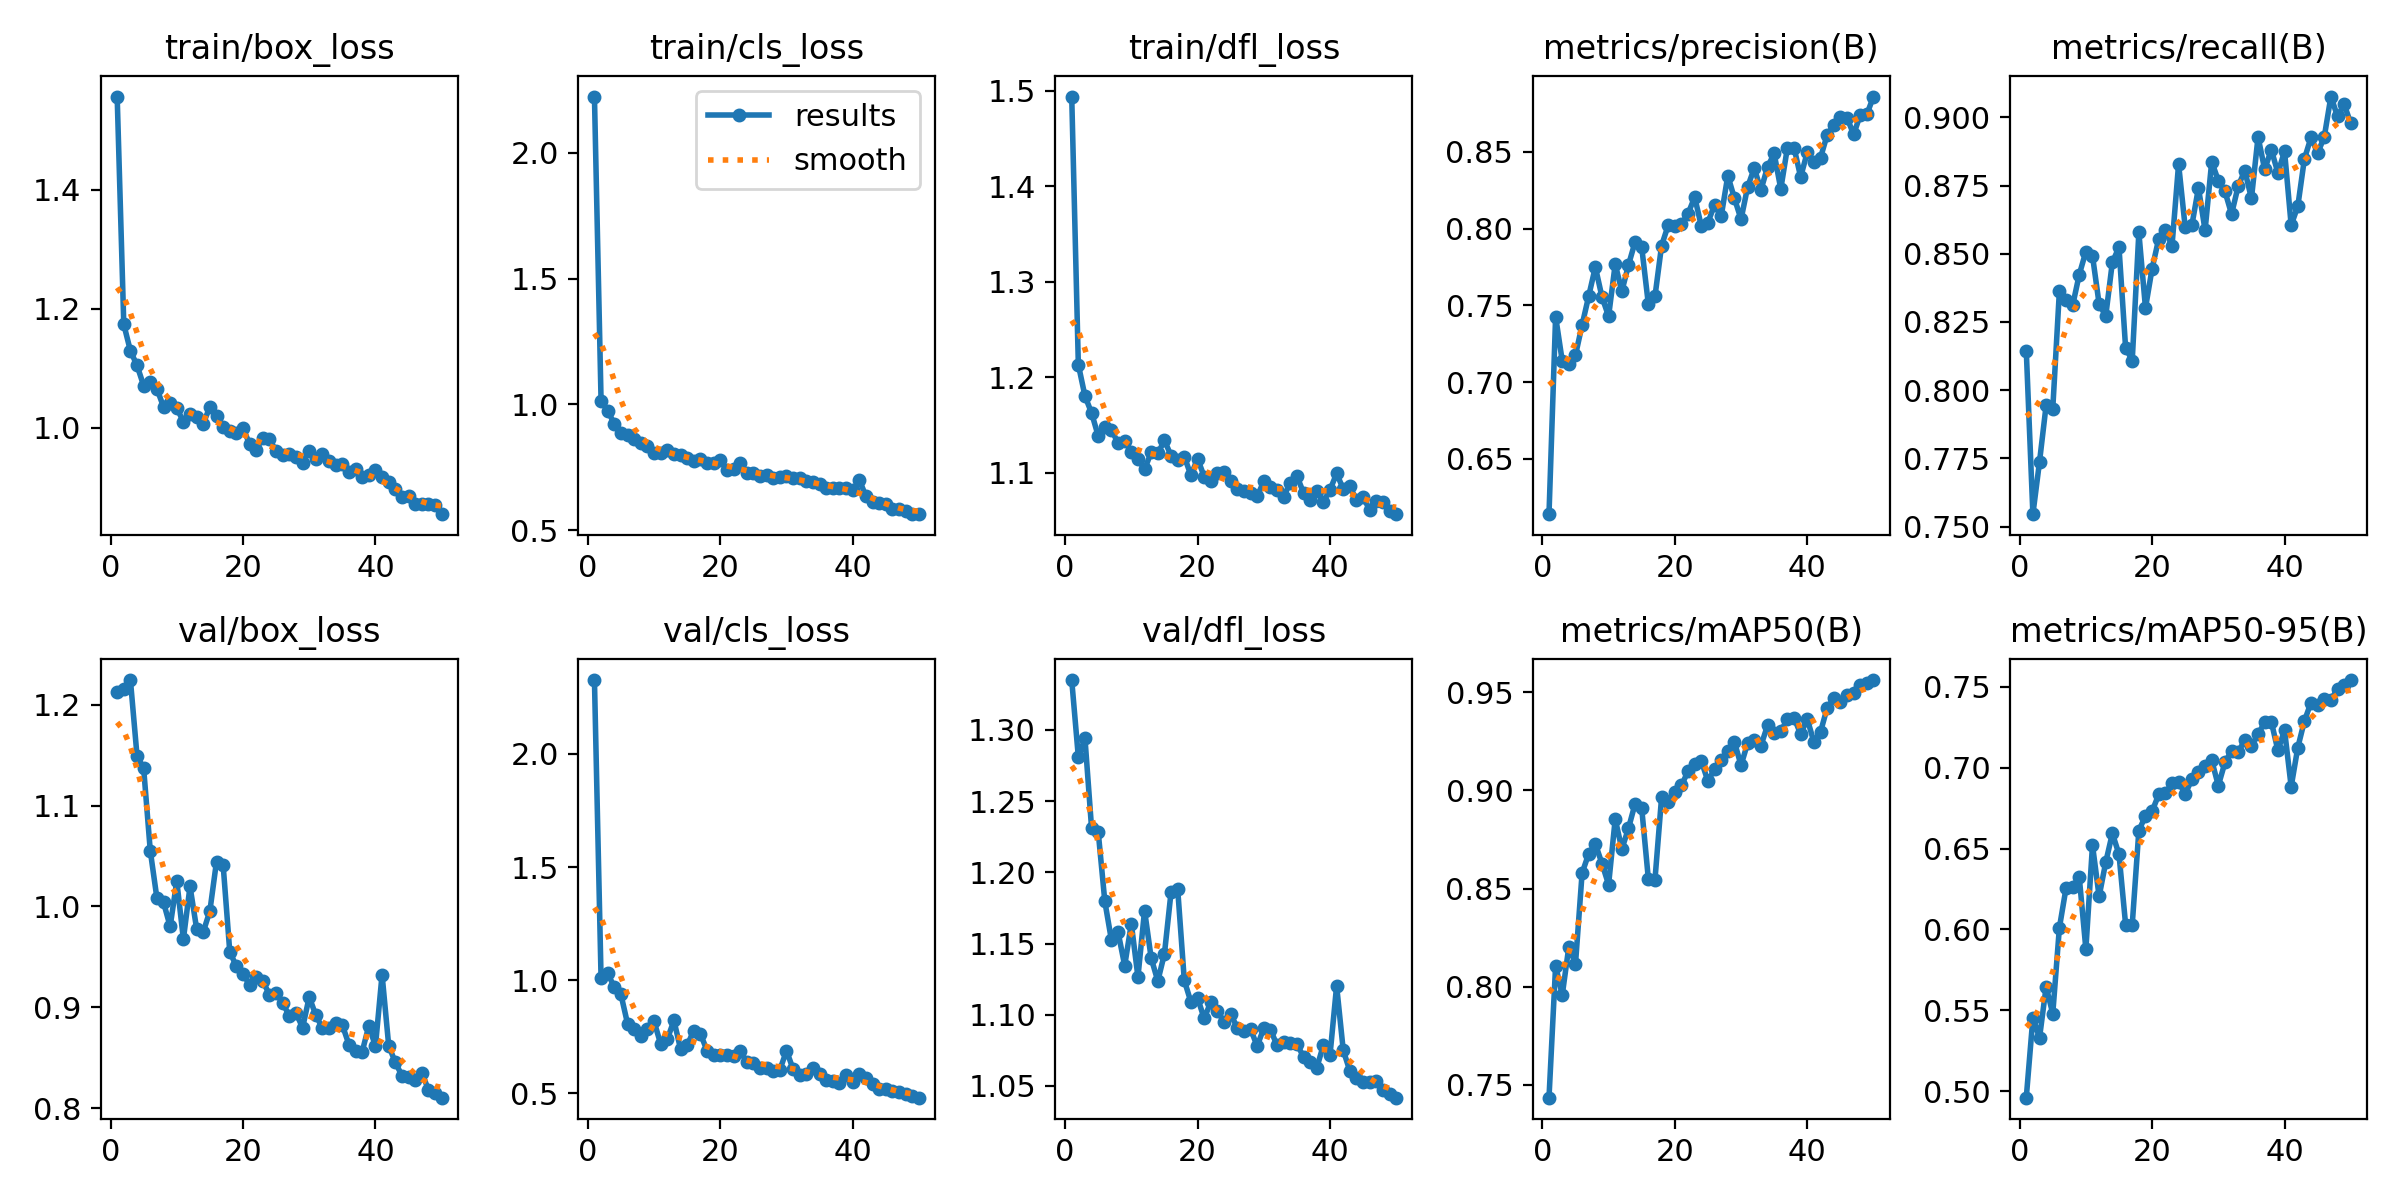 train/box_loss
1.4
1.2
1.0
0 20 40
train/cls_loss
results
smooth
2.0
1.5
1.0
0.5
0 20 40
train/dfl_loss
1.5
1.4
1.3
1.2
1.1
0 20 40
metrics/precision(B)
0.85
0.80
0.75
0.70
0.65
0 20 40
metrics/recall(B)
0.900
0.875
0.850
0.825
0.800
0.775
0.750
0 20 40
val/box_loss
1.2
1.1
1.0
0.9
0.8
0 20 40
val/cls_loss
2.0
1.5
1.0
0.5
0 20 40
val/dfl_loss
1.30
1.25
1.20
1.15
1.10
1.05
0 20 40
metrics/mAP50(B)
0.95
0.90
0.85
0.80
0.75
0 20 40
metrics/mAP50-95(B)
0.75
0.70
0.65
0.60
0.55
0.50
0 20 40